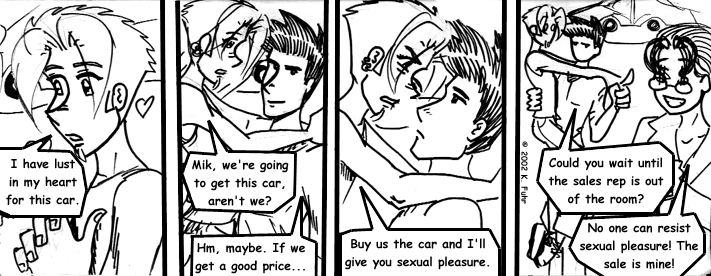 I have lust
in my heart
for this car.
Mik, we're going
to get this car,
aren't we?
Hm, maybe. If we
get a good price...
Buy us the car and I'll
give you sexual pleasure.
Could you wait until
the sales rep is out
of the room?
No one can resist
sexual pleasure! The
sale is mine!
© 2002 K. Fuhr